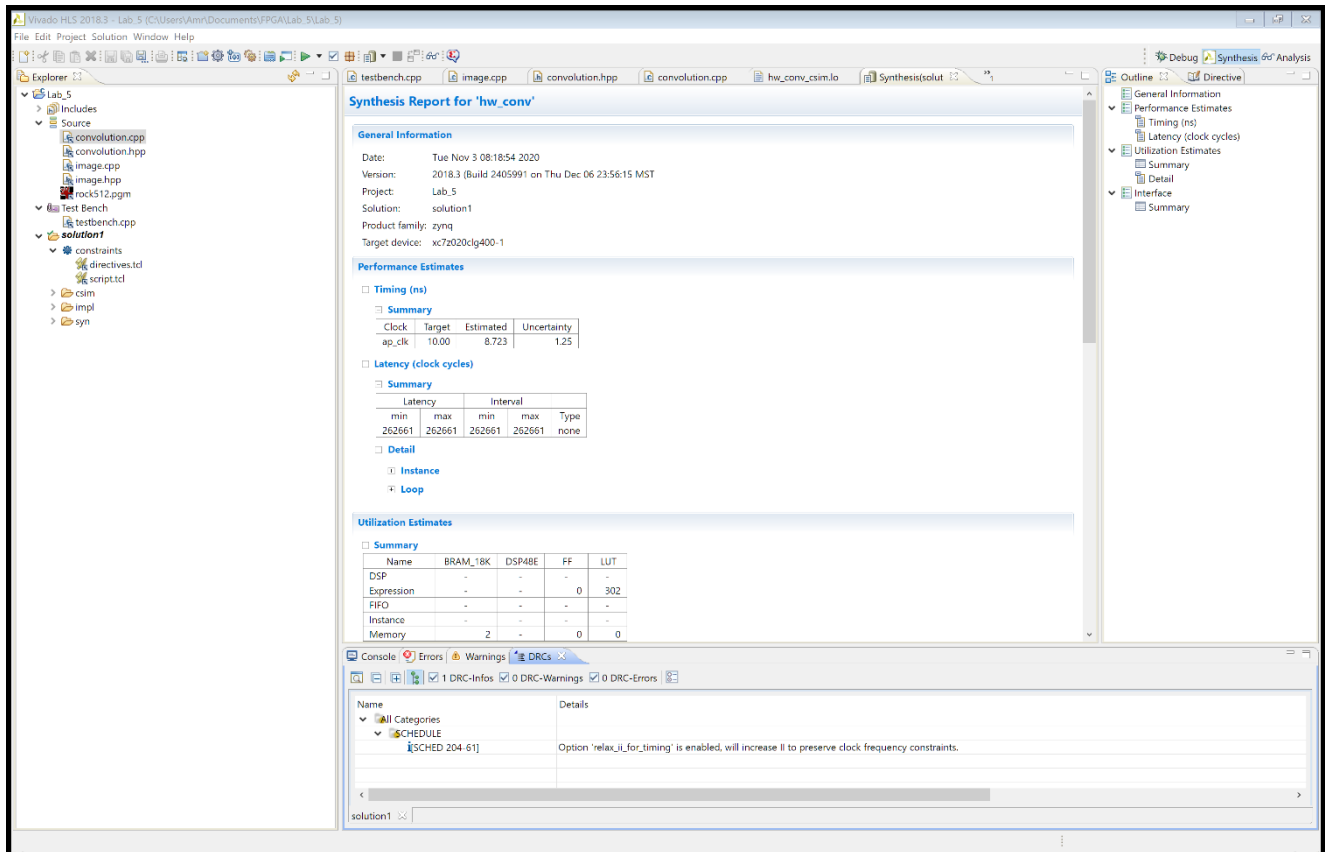 Vivado HLS 2018.3 - Lab_5 (C:\Users\Amr\Documents\FPGA\Lab_5\Lab_5)
File Edit Project Solution Window Help
Debug Synthesis Analysis
Explorer
Lab_5
Includes
Source
convolution.cpp
convolution.hpp
image.cpp
image.hpp
rock512.pgm
Test Bench
testbench.cpp
solution1
constraints
directives.tcl
script.tcl
csim
impl
syn
testbench.cpp image.cpp convolution.hpp convolution.cpp hw_conv_csim.lo Synthesis(solut 1
Synthesis Report for 'hw_conv'
General Information
Date: Tue Nov 3 08:18:54 2020
Version: 2018.3 (Build 2405991 on Thu Dec 06 23:56:15 MST
Project: Lab_5
Solution: solution1
Product family: zynq
Target device: xc7z020clg400-1
Performance Estimates
Timing (ns)
Summary
Clock Target Estimated Uncertainty
ap_clk 10.00 8.723 1.25
Latency (clock cycles)
Summary
Latency Interval
min max min max Type
262661 262661 262661 262661 none
Detail
Instance
Loop
Utilization Estimates
Summary
Name BRAM_18K DSP48E FF LUT
DSP - - - -
Expression - - 0 302
FIFO - - - -
Instance - - - -
Memory 2 - 0 0
Outline Directive
General Information
Performance Estimates
Timing (ns)
Latency (clock cycles)
Utilization Estimates
Summary
Detail
Interface
Summary
Console Errors Warnings DRCs
1 DRC-Infos 0 DRC-Warnings 0 DRC-Errors
Name Details
All Categories
SCHEDULE
[SCHED 204-61] Option 'relax_ii_for_timing' is enabled, will increase II to preserve clock frequency constraints.
solution1